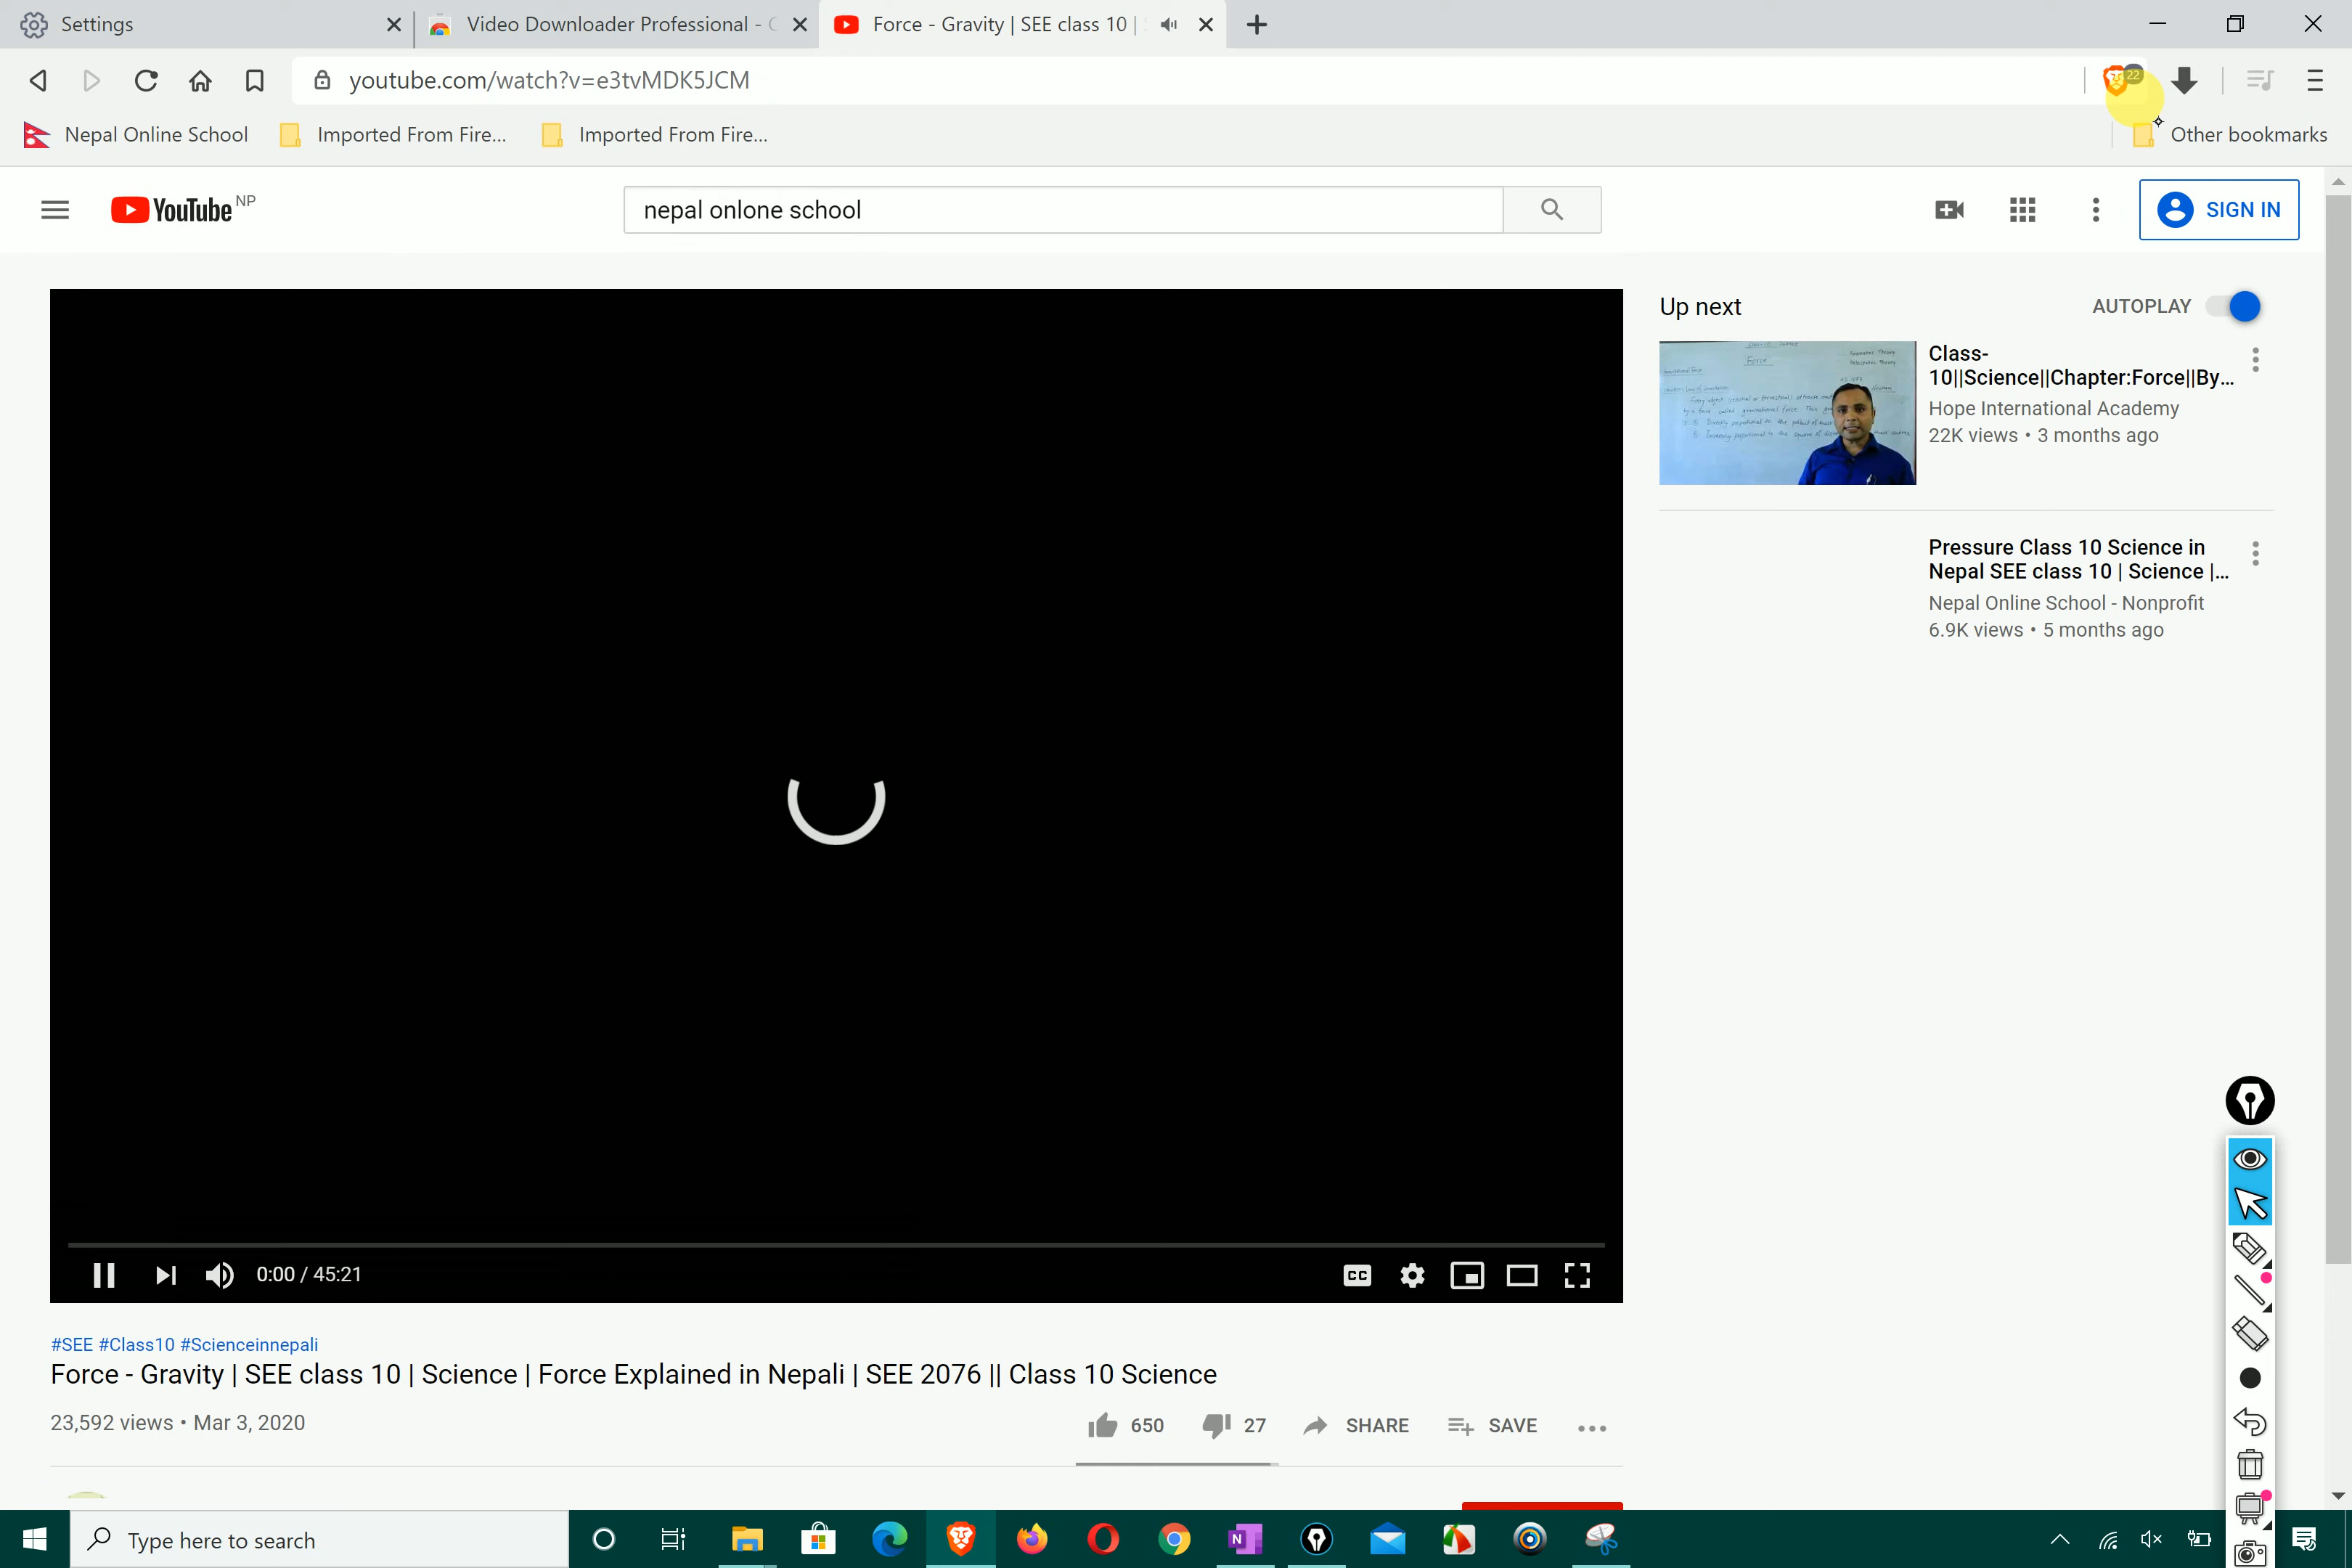 Settings
Video Downloader Professional - C
Force - Gravity | SEE class 10 |
youtube.com/watch?v=e3tvMDK5JCM
22
Nepal Online School
Imported From Fire...
Imported From Fire...
Other bookmarks
YouTube NP
nepal onlone school
SIGN IN
Up next
AUTOPLAY
Force
Class-
10||Science||Chapter:Force||By...
Hope International Academy
22K views • 3 months ago
Pressure Class 10 Science in
Nepal SEE class 10 | Science |...
Nepal Online School - Nonprofit
6.9K views • 5 months ago
0:00 / 45:21
CC
#SEE #Class10 #Scienceinnepali
Force - Gravity | SEE class 10 | Science | Force Explained in Nepali | SEE 2076 || Class 10 Science
23,592 views • Mar 3, 2020
650
27
SHARE
SAVE
Type here to search
N